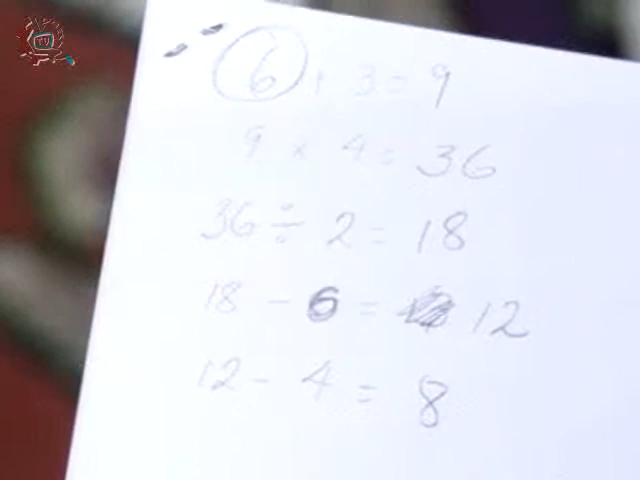 6 + 3 = 9
9 × 4 = 36
36 ÷ 2 = 18
18 - 6 = 12
12 - 4 = 8